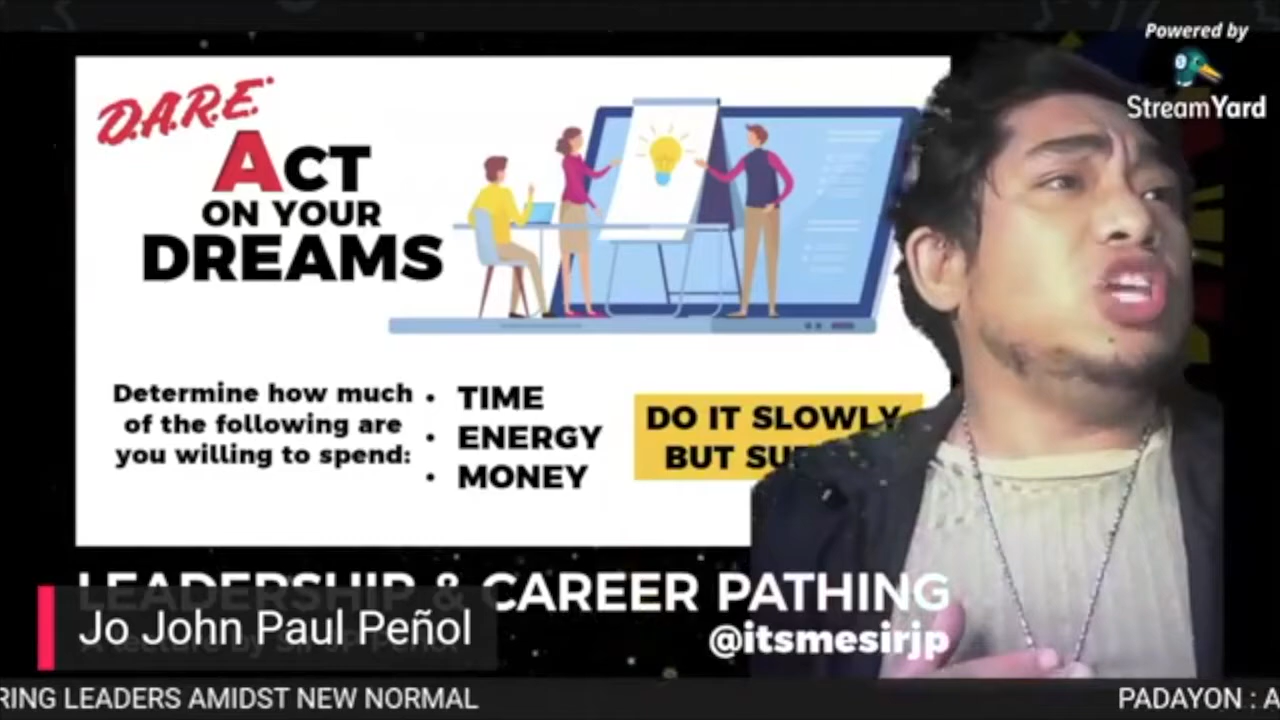 Powered by
StreamYard
D.A.R.E.
ACT
ON YOUR
DREAMS
Determine how much
of the following are
you willing to spend:
• TIME
• ENERGY
• MONEY
DO IT SLOWLY
BUT
LEADERSHIP & CAREER PATHING
@itsmesirjp
Jo John Paul Peñol
RING LEADERS AMIDST NEW NORMAL
PADAYON : A